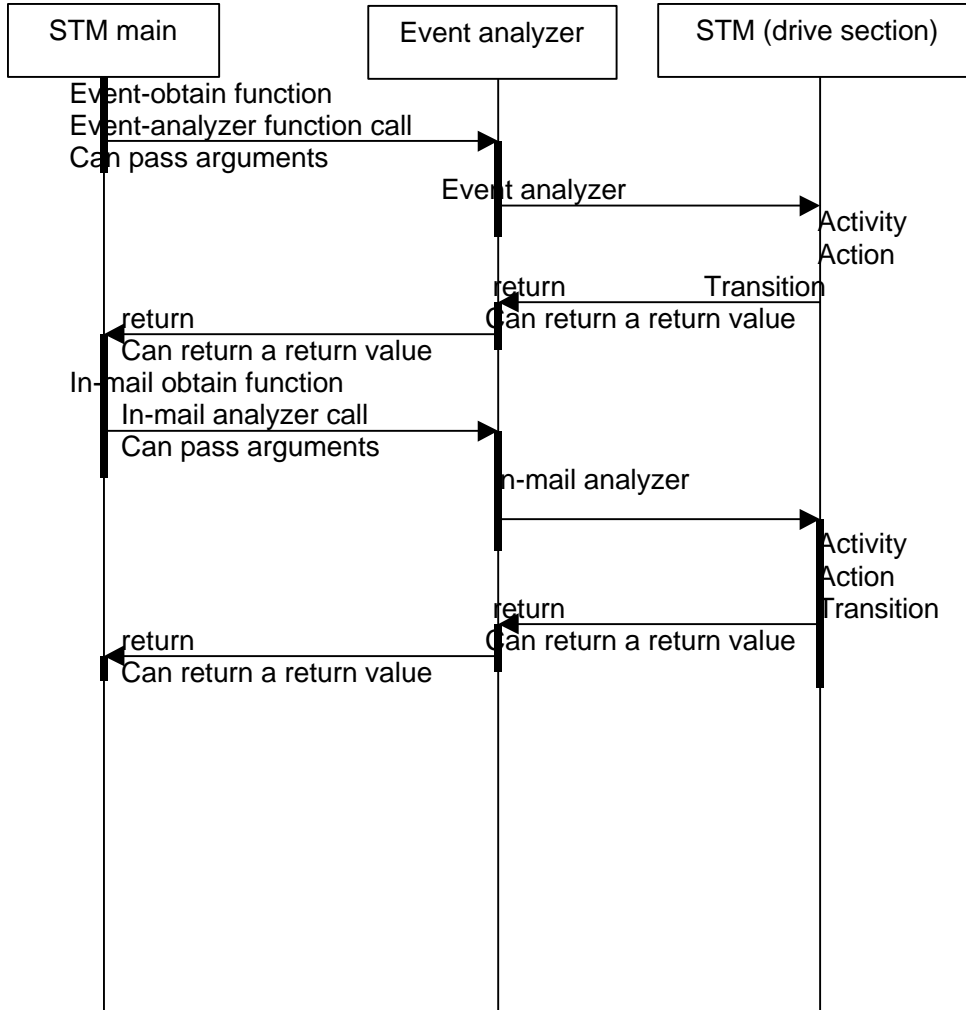 STM main
Event analyzer
STM (drive section)
Event-obtain function
Event-analyzer function call
Can pass arguments
Event analyzer
Activity
Action
return
Transition
Can return a return value
return
Can return a return value
In-mail obtain function
In-mail analyzer call
Can pass arguments
In-mail analyzer
Activity
Action
Transition
return
Can return a return value
return
Can return a return value